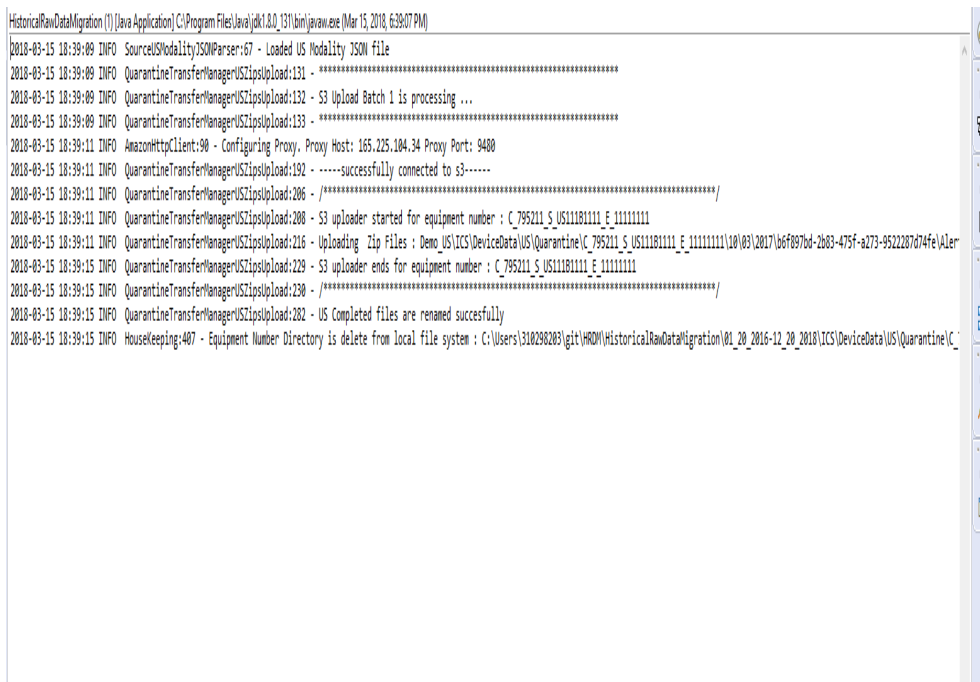 HistoricalRawDataMigration (1) [Java Application] C:\Program Files\Java\jdk1.8.0_131\bin\javaw.exe (Mar 15, 2018, 6:39:07 PM)
2018-03-15 18:39:09 INFO SourceUSModalityJSONParser:67 - Loaded US Modality JSON file
2018-03-15 18:39:09 INFO QuarantineTransferManagerUSZipsUpload:131 - ******************************************************************
2018-03-15 18:39:09 INFO QuarantineTransferManagerUSZipsUpload:132 - S3 Upload Batch 1 is processing ...
2018-03-15 18:39:09 INFO QuarantineTransferManagerUSZipsUpload:133 - ******************************************************************
2018-03-15 18:39:11 INFO AmazonHttpClient:90 - Configuring Proxy. Proxy Host: 165.225.104.34 Proxy Port: 9480
2018-03-15 18:39:11 INFO QuarantineTransferManagerUSZipsUpload:192 - -----successfully connected to s3------
2018-03-15 18:39:11 INFO QuarantineTransferManagerUSZipsUpload:206 - /***************************************************************************************/
2018-03-15 18:39:11 INFO QuarantineTransferManagerUSZipsUpload:208 - S3 uploader started for equipment number : C_795211_S_US111B1111_E_11111111
2018-03-15 18:39:11 INFO QuarantineTransferManagerUSZipsUpload:216 - Uploading Zip Files : Demo_US\ICS\DeviceData\US\Quarantine\C_795211_S_US111B1111_E_11111111\10\03\2017\b6f897bd-2b83-475f-a273-9522287d74fe\Aler
2018-03-15 18:39:15 INFO QuarantineTransferManagerUSZipsUpload:229 - S3 uploader ends for equipment number : C_795211_S_US111B1111_E_11111111
2018-03-15 18:39:15 INFO QuarantineTransferManagerUSZipsUpload:230 - /***************************************************************************************/
2018-03-15 18:39:15 INFO QuarantineTransferManagerUSZipsUpload:282 - US Completed files are renamed succesfully
2018-03-15 18:39:15 INFO HouseKeeping:407 - Equipment Number Directory is delete from local file system : C:\Users\310298203\git\HRDM\HistoricalRawDataMigration\01_20_2016-12_20_2018\ICS\DeviceData\US\Quarantine\C_